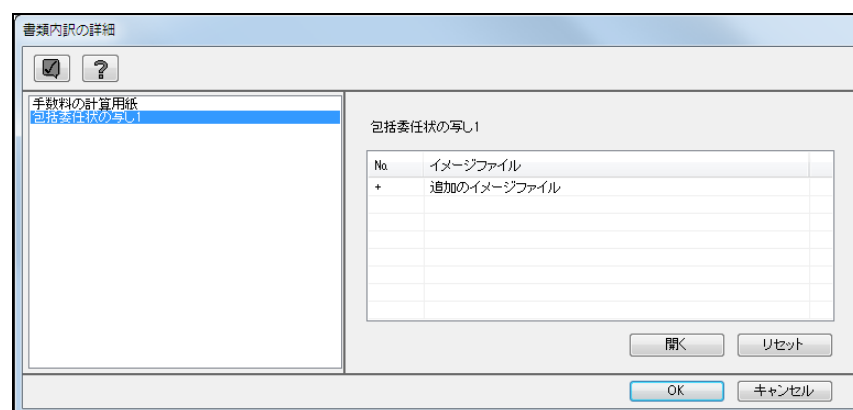 書類内訳の詳細
?
手数料の計算用紙
包括委任状の写し1
包括委任状の写し1
No. イメージファイル
+ 追加のイメージファイル
開く リセット
OK キャンセル